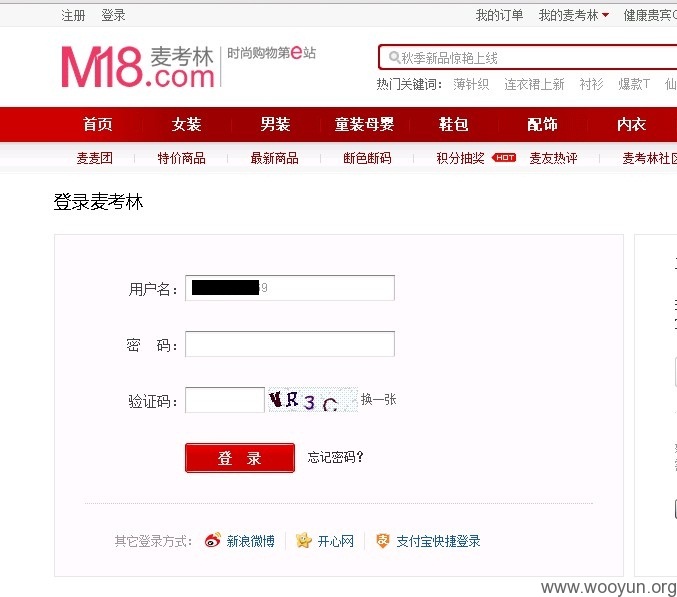 注册 登录 我的订单 我的麦考林 健康贵宾
M18.com 麦考林 时尚购物第e站
秋季新品惊艳上线
热门关键词: 薄针织 连衣裙上新 衬衫 爆款T 仙
首页 女装 男装 童装母婴 鞋包 配饰 内衣
麦麦团 特价商品 最新商品 断色断码 积分抽奖 HOT 麦友热评 麦考林社区
登录麦考林
用户名: 9
密 码:
验证码: VR3C 换一张
登 录 忘记密码?
其它登录方式: 新浪微博 开心网 支付宝快捷登录
www.wooyun.org